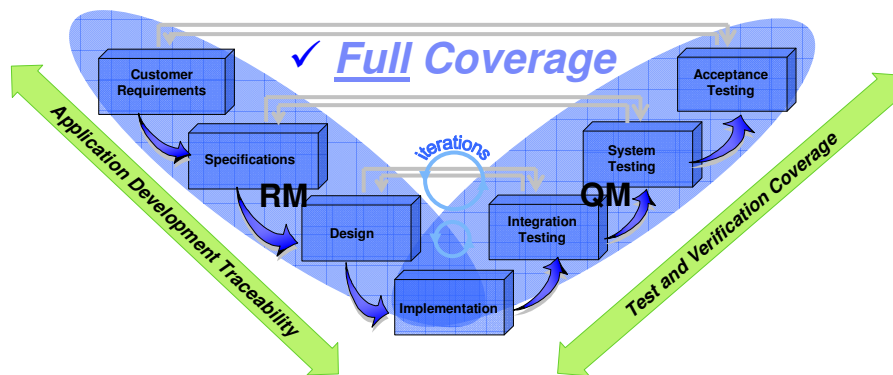 ✓ Full Coverage
Customer
Requirements
Acceptance
Testing
Specifications
iterations
System
Testing
RM
QM
Design
Integration
Testing
Implementation
Application Development Traceability
Test and Verification Coverage